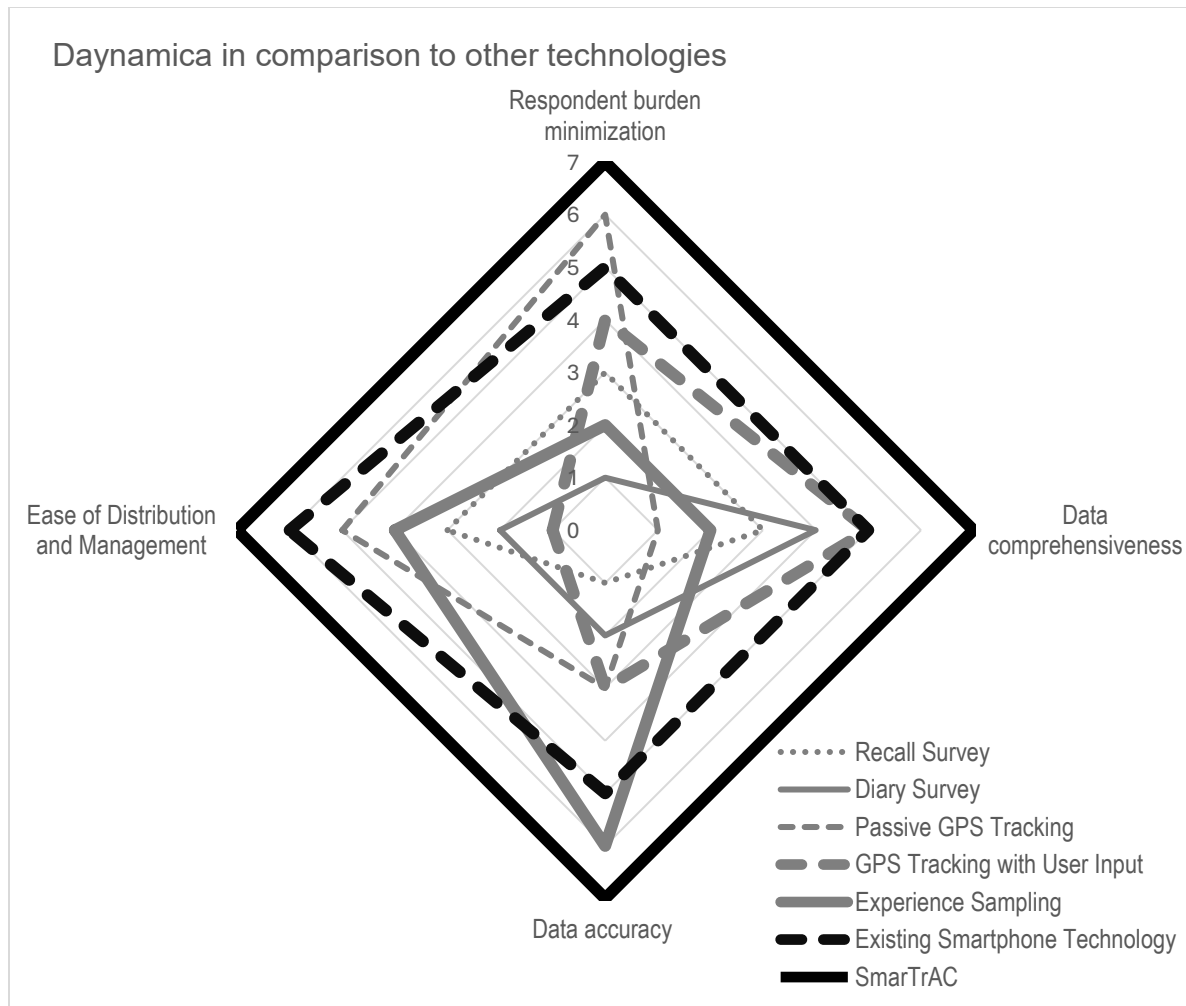 Daynamica in comparison to other technologies
Respondent burden
minimization
7
6
5
4
3
2
1
0
Ease of Distribution
and Management
Data
comprehensiveness
Data accuracy
Recall Survey
Diary Survey
Passive GPS Tracking
GPS Tracking with User Input
Experience Sampling
Existing Smartphone Technology
SmarTrAC